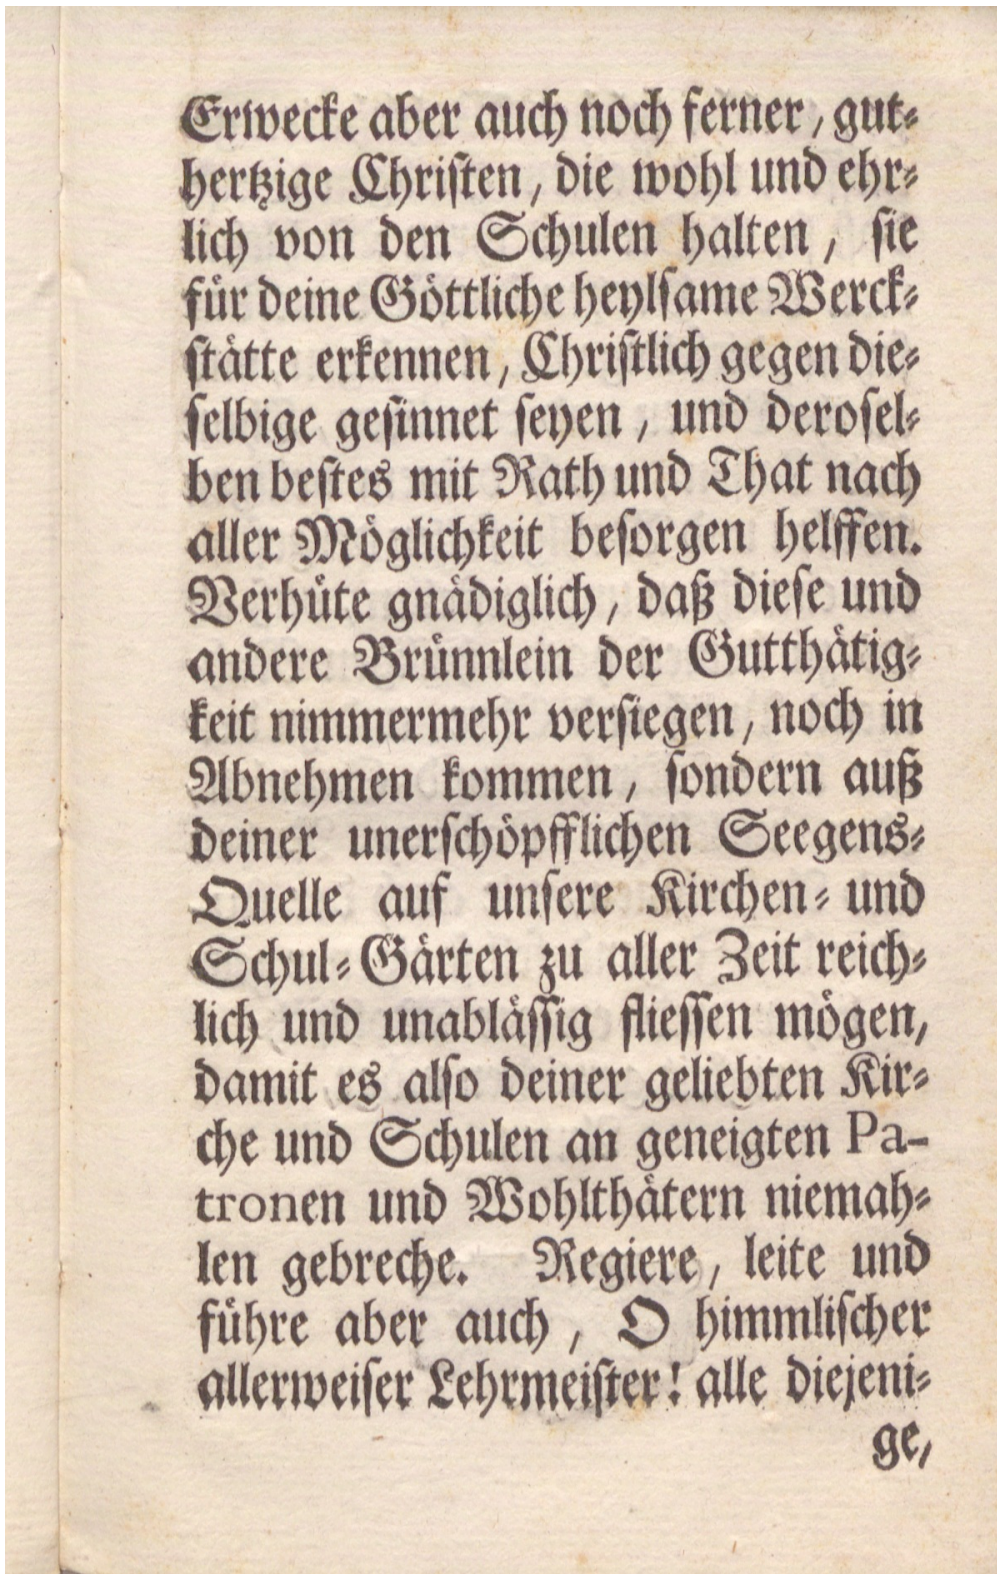 Erwecke aber auch noch ferner, gut-
hertzige Christen, die wohl und ehr-
lich von den Schulen halten, sie
für deine Göttliche heylsame Werck-
stätte erkennen, Christlich gegen die-
selbige gesinnet seyen, und derosel-
ben bestes mit Rath und That nach
aller Möglichkeit besorgen helffen.
Verhüte gnädiglich, daß diese und
andere Brünnlein der Gutthätig-
keit nimmermehr versiegen, noch in
Abnehmen kommen, sondern auß
deiner unerschöpfflichen Seegens-
Quelle auf unsere Kirchen- und
Schul-Gärten zu aller Zeit reich-
lich und unablässig fliessen mögen,
damit es also deiner geliebten Kir-
che und Schulen an geneigten Pa-
tronen und Wohlthätern niemah-
len gebreche. Regiere, leite und
führe aber auch, O himmlischer
allerweiser Lehrmeister! alle diejeni-
ge,